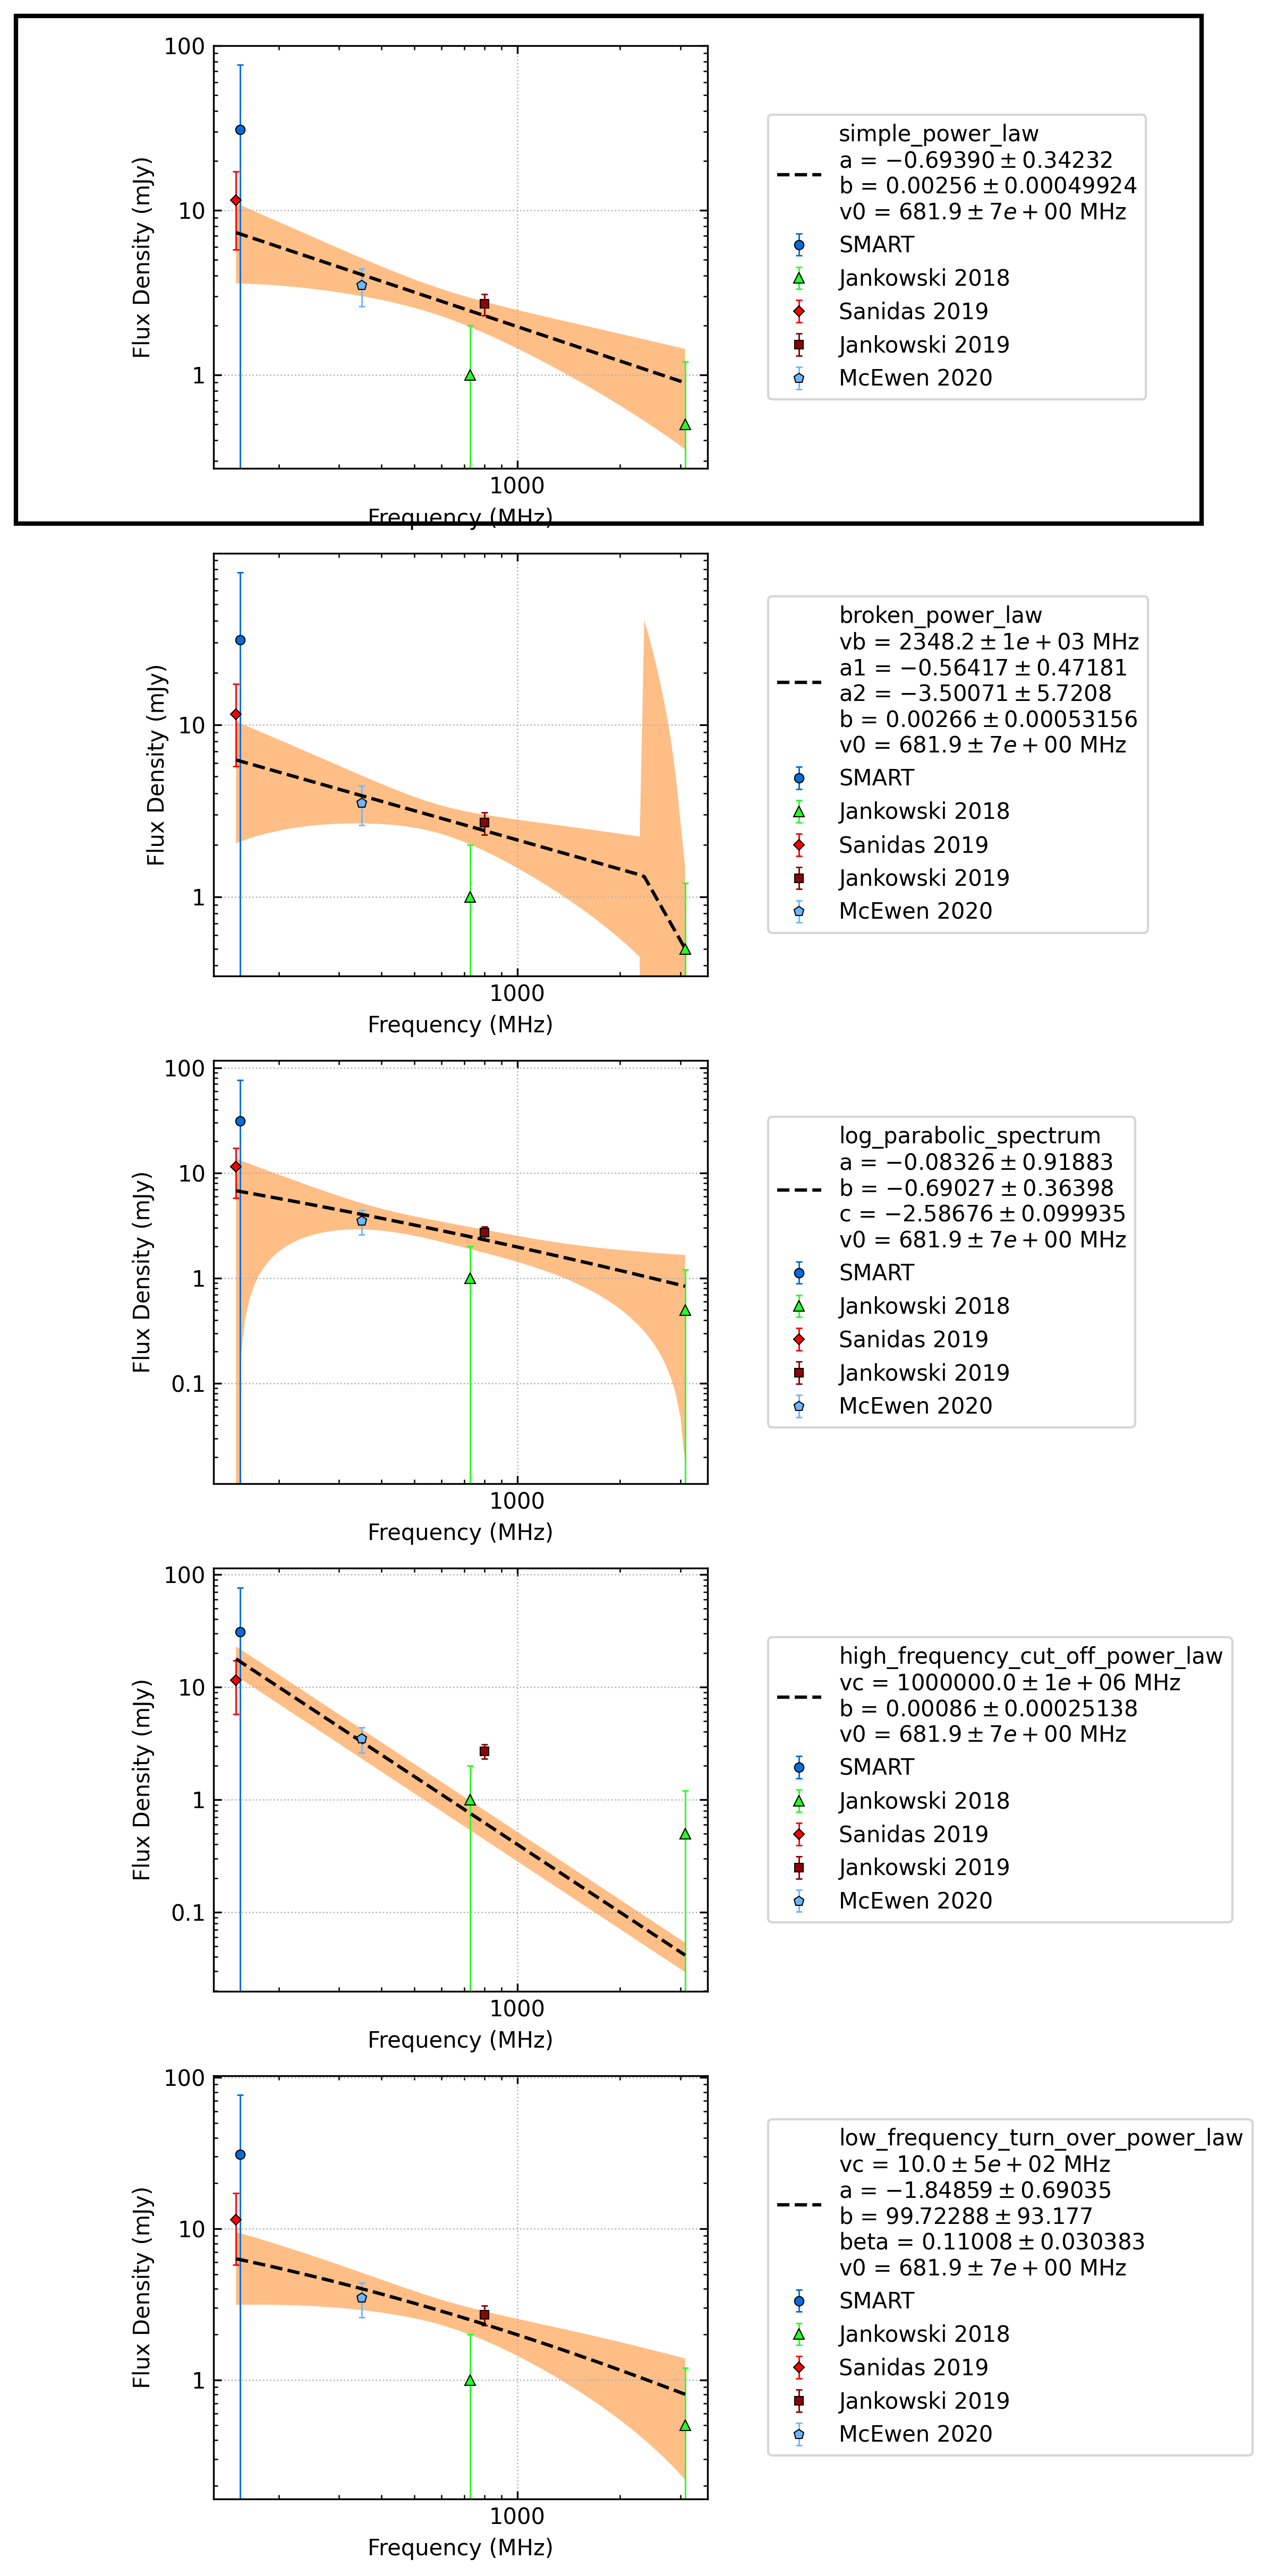 100
10
1
Flux Density (mJy)
1000
Frequency (MHz)
simple_power_law
a = −0.69390 ± 0.34232
b = 0.00256 ± 0.00049924
v0 = 681.9 ± 7e + 00 MHz
SMART
Jankowski 2018
Sanidas 2019
Jankowski 2019
McEwen 2020
10
1
Flux Density (mJy)
1000
Frequency (MHz)
broken_power_law
vb = 2348.2 ± 1e + 03 MHz
a1 = −0.56417 ± 0.47181
a2 = −3.50071 ± 5.7208
b = 0.00266 ± 0.00053156
v0 = 681.9 ± 7e + 00 MHz
SMART
Jankowski 2018
Sanidas 2019
Jankowski 2019
McEwen 2020
100
10
1
0.1
Flux Density (mJy)
1000
Frequency (MHz)
log_parabolic_spectrum
a = −0.08326 ± 0.91883
b = −0.69027 ± 0.36398
c = −2.58676 ± 0.099935
v0 = 681.9 ± 7e + 00 MHz
SMART
Jankowski 2018
Sanidas 2019
Jankowski 2019
McEwen 2020
100
10
1
0.1
Flux Density (mJy)
1000
Frequency (MHz)
high_frequency_cut_off_power_law
vc = 1000000.0 ± 1e + 06 MHz
b = 0.00086 ± 0.00025138
v0 = 681.9 ± 7e + 00 MHz
SMART
Jankowski 2018
Sanidas 2019
Jankowski 2019
McEwen 2020
100
10
1
Flux Density (mJy)
1000
Frequency (MHz)
low_frequency_turn_over_power_law
vc = 10.0 ± 5e + 02 MHz
a = −1.84859 ± 0.69035
b = 99.72288 ± 93.177
beta = 0.11008 ± 0.030383
v0 = 681.9 ± 7e + 00 MHz
SMART
Jankowski 2018
Sanidas 2019
Jankowski 2019
McEwen 2020